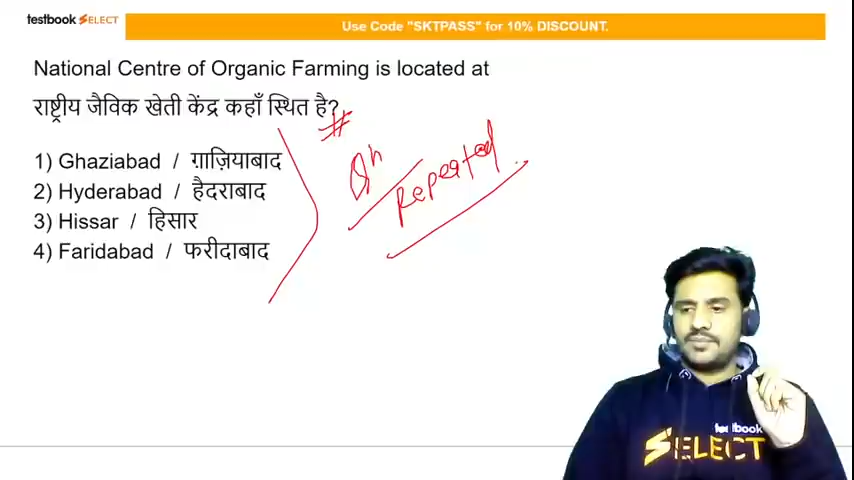 testbook SELECT
Use Code "SKTPASS" for 10% DISCOUNT.
National Centre of Organic Farming is located at
राष्ट्रीय जैविक खेती केंद्र कहाँ स्थित है?
#
Qn
Repeated
1) Ghaziabad / ग़ाज़ियाबाद
2) Hyderabad / हैदराबाद
3) Hissar / हिसार
4) Faridabad / फरीदाबाद
testbook
SELECT